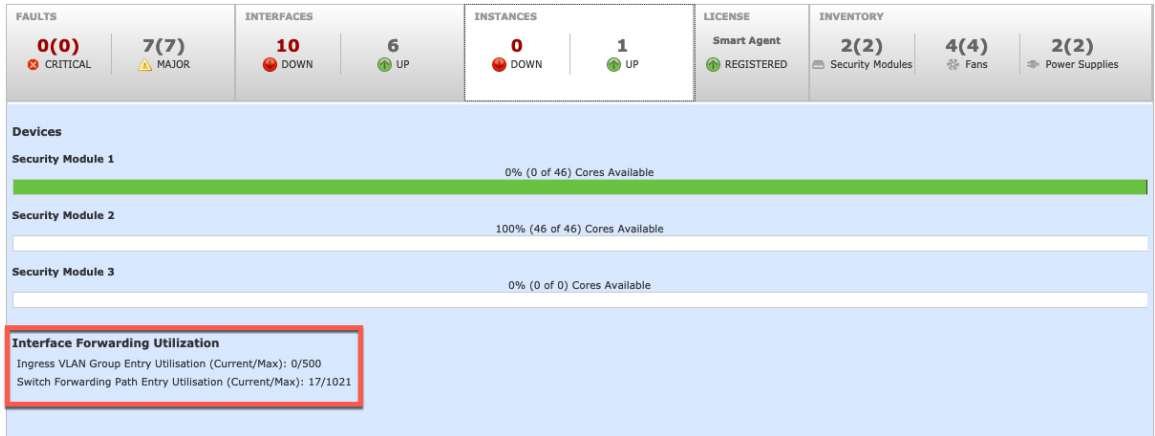 FAULTS
0(0)
CRITICAL
7(7)
MAJOR
INTERFACES
10
DOWN
6
UP
INSTANCES
0
DOWN
1
UP
LICENSE
Smart Agent
REGISTERED
INVENTORY
2(2)
Security Modules
4(4)
Fans
2(2)
Power Supplies
Devices
Security Module 1
0% (0 of 46) Cores Available
Security Module 2
100% (46 of 46) Cores Available
Security Module 3
0% (0 of 0) Cores Available
Interface Forwarding Utilization
Ingress VLAN Group Entry Utilisation (Current/Max): 0/500
Switch Forwarding Path Entry Utilisation (Current/Max): 17/1021